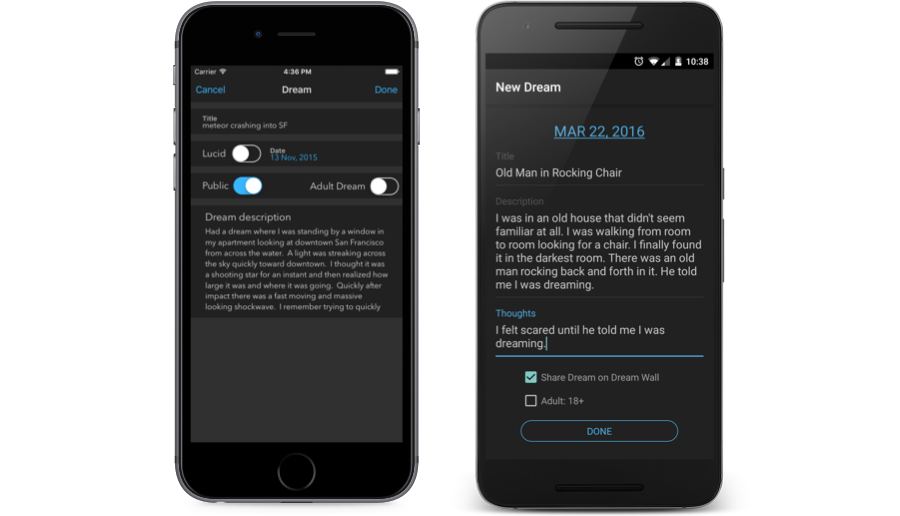 Carrier
4:36 PM
Cancel
Dream
Done
Title
meteor crashing into SF
Lucid
Date
13 Nov, 2015
Public
Adult Dream
Dream description
Had a dream where I was standing by a window in
my apartment looking at downtown San Francisco
from across the water.  A light was streaking across
the sky quickly toward downtown.  I thought it was
a shooting star for an instant and then realized how
large it was and where it was going.  Quickly after
impact there was a fast moving and massive
looking shockwave.  I remember trying to quickly
10:38
New Dream
MAR 22, 2016
Title
Old Man in Rocking Chair
Description
I was in an old house that didn't seem
familiar at all. I was walking from room
to room looking for a chair. I finally found
it in the darkest room. There was an old
man rocking back and forth in it. He told
me I was dreaming.
Thoughts
I felt scared until he told me I was
dreaming.
Share Dream on Dream Wall
Adult: 18+
DONE